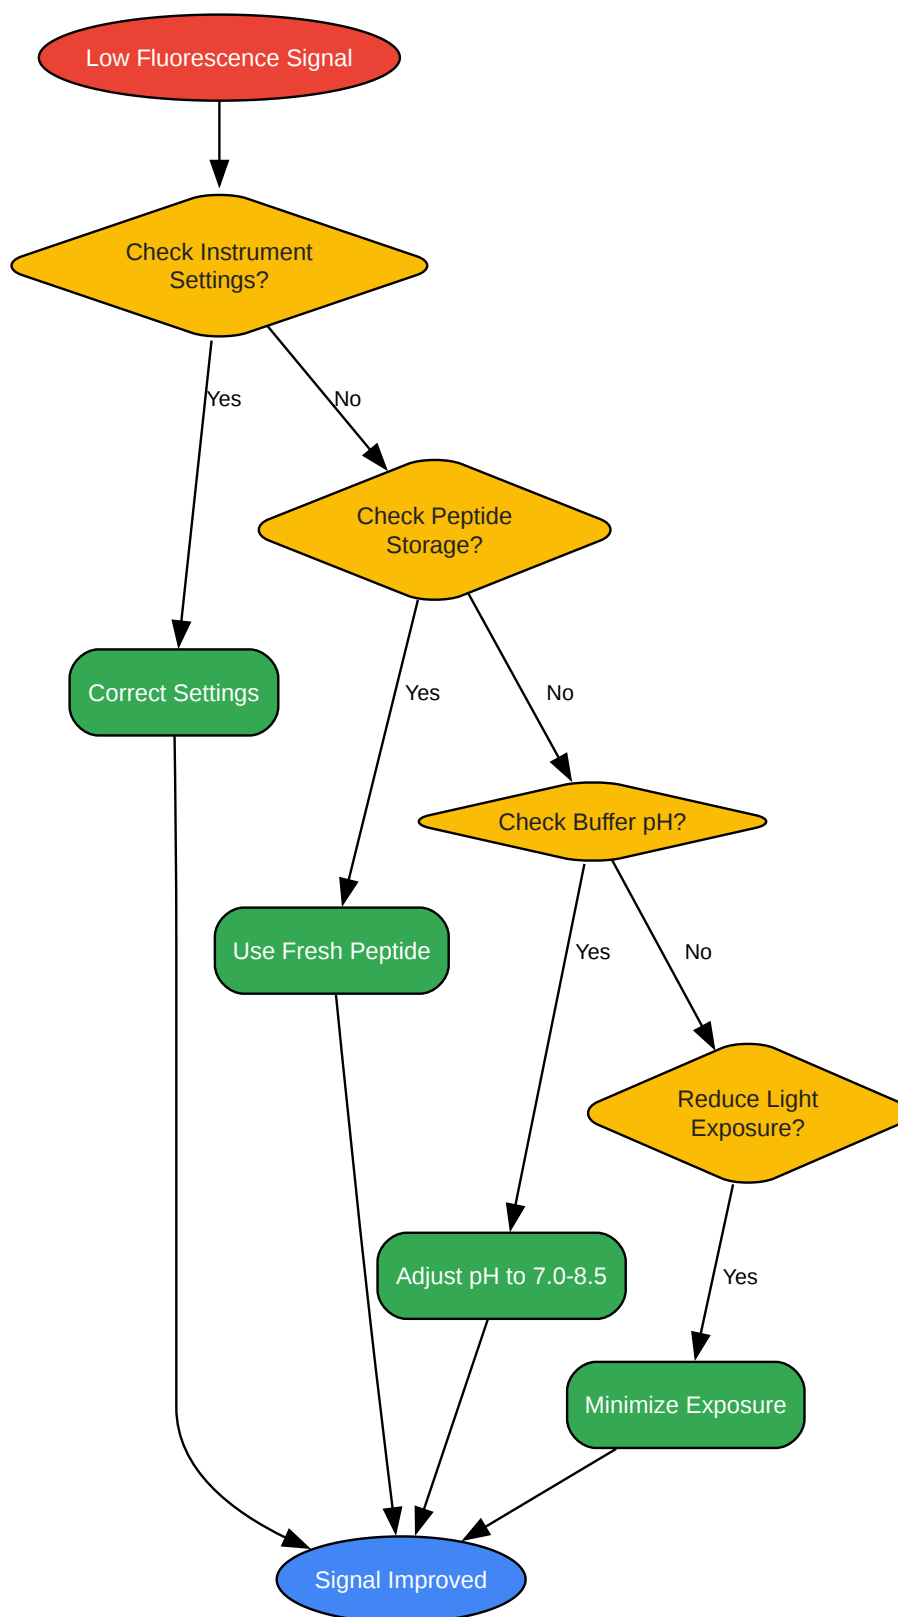 Low Fluorescence Signal
Check Instrument
Settings?
Yes
No
Check Peptide
Storage?
Correct Settings
Yes
No
Check Buffer pH?
Use Fresh Peptide
Yes
No
Reduce Light
Exposure?
Adjust pH to 7.0-8.5
Yes
Minimize Exposure
Signal Improved